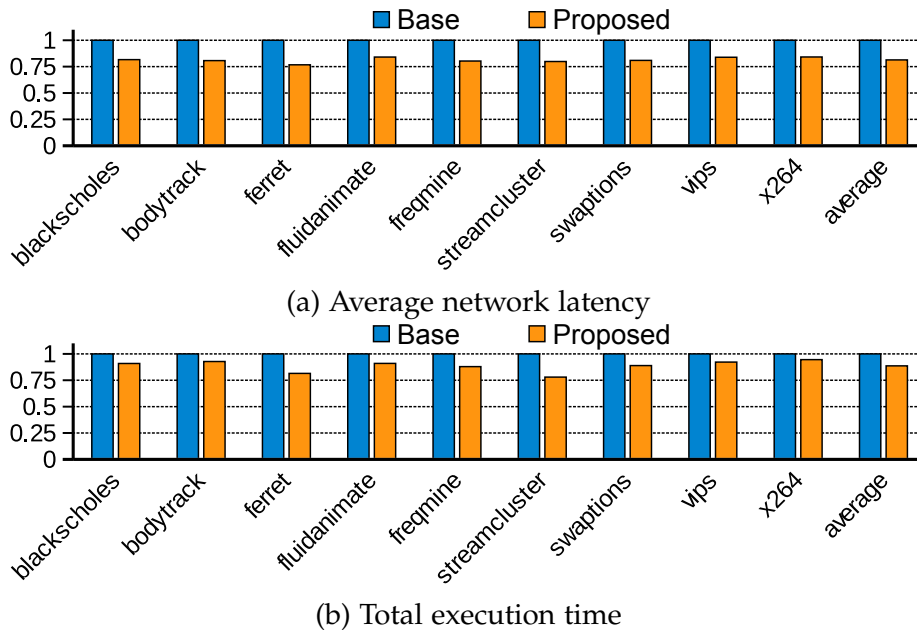 Base Proposed
1
0.75
0.5
0.25
0
blackscholes bodytrack ferret fluidanimate freqmine streamcluster swaptions vips x264 average
(a) Average network latency
Base Proposed
1
0.75
0.5
0.25
0
blackscholes bodytrack ferret fluidanimate freqmine streamcluster swaptions vips x264 average
(b) Total execution time